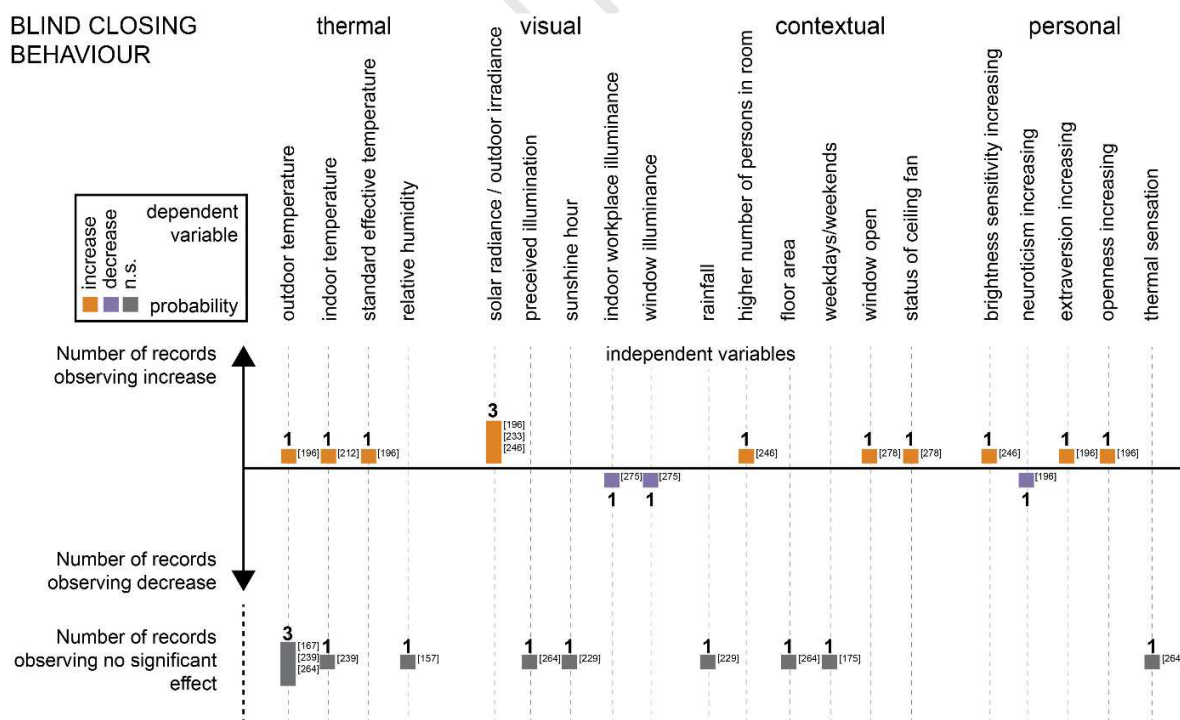 BLIND CLOSING
BEHAVIOUR
thermal
visual
contextual
personal
increase
decrease
n.s.
dependent
variable
probability
outdoor temperature
indoor temperature
standard effective temperature
relative humidity
solar radiance / outdoor irradiance
perceived illumination
sunshine hour
indoor workplace illuminance
window illuminance
rainfall
higher number of persons in room
floor area
weekdays/weekends
window open
status of ceiling fan
brightness sensitivity increasing
neuroticism increasing
extraversion increasing
openness increasing
thermal sensation
Number of records
observing increase
independent variables
1 [196]
1 [212]
1 [196]
3
[196]
[233]
[246]
1 [246]
1 [278]
1 [278]
1 [246]
1 [196]
1 [196]
[275] 1
[275] 1
[196] 1
Number of records
observing decrease
Number of records
observing no significant
effect
3
[167]
[239]
[264]
1 [239]
1 [157]
1 [264]
1 [229]
1 [229]
1 [264]
1 [175]
1 [264